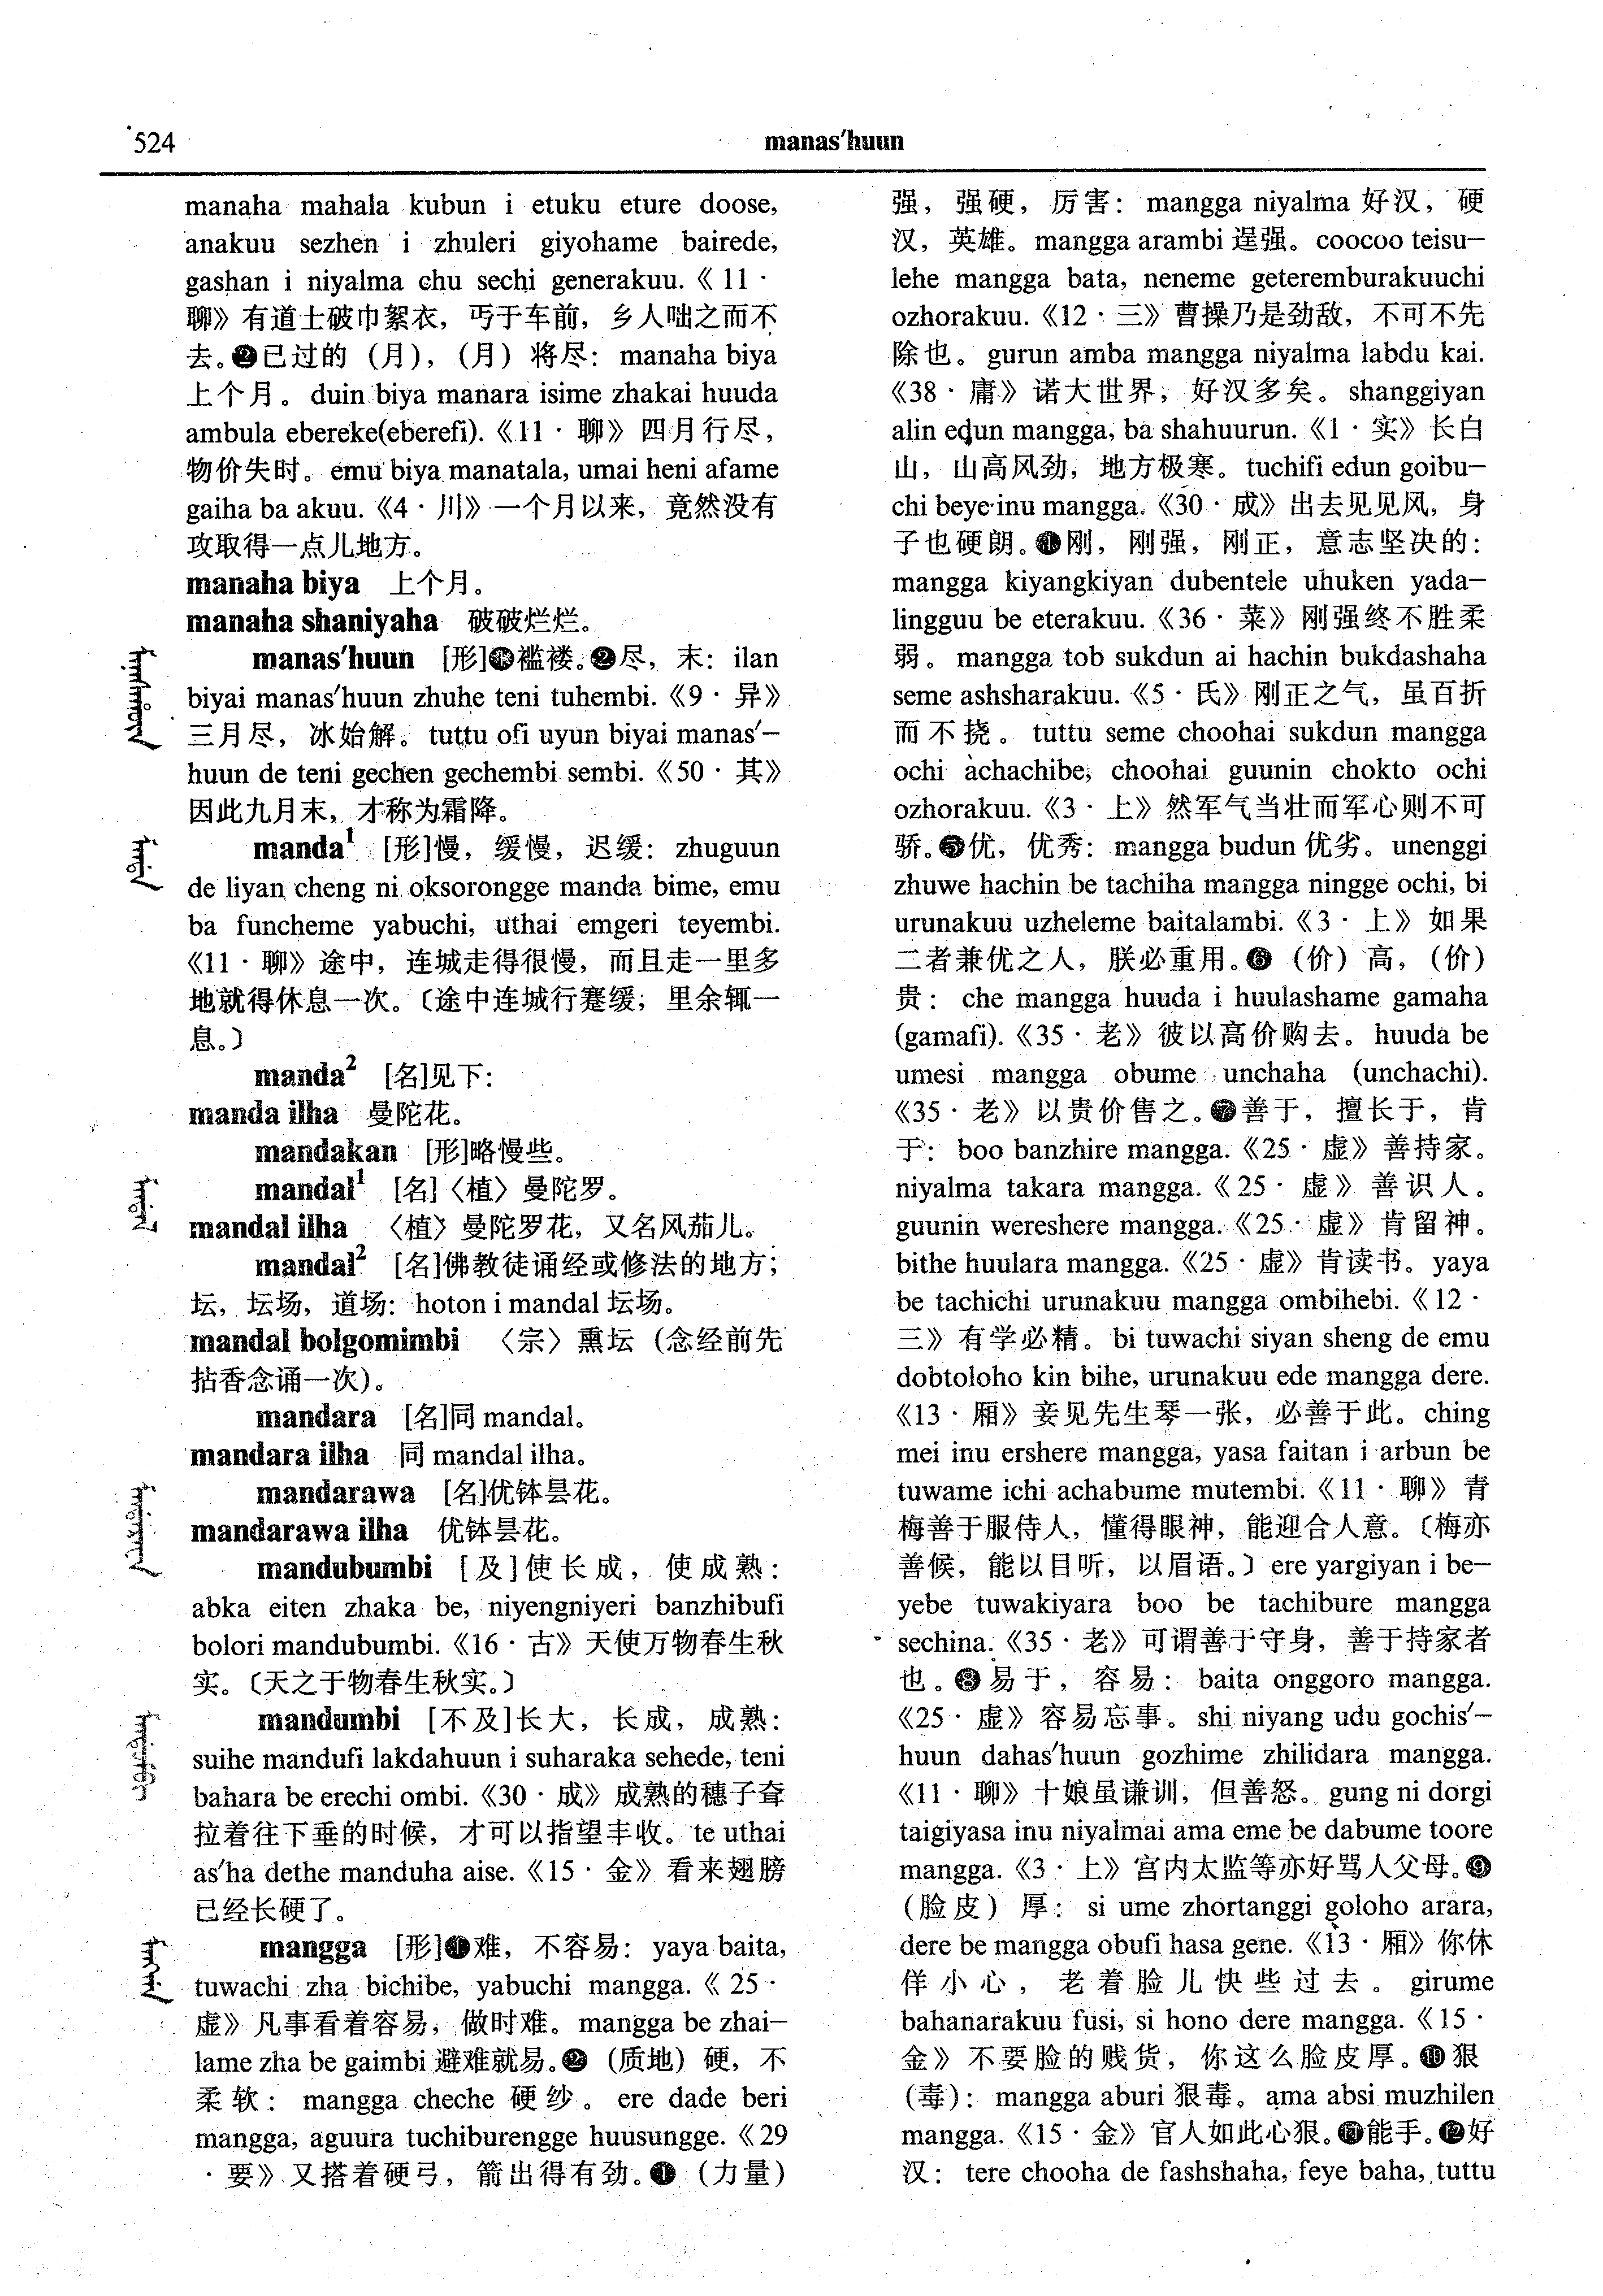 524
manas'huun
manaha mahala kubun i etuku eture doose,
anakuu sezhen i zhuleri giyohame bairede,
gashan i niyalma chu sechi generakuu.《11·
聊》有道士破巾絮衣，丐于车前，乡人咄之而不
去。❷已过的（月），（月）将尽：manaha biya
上个月。duin biya manara isime zhakai huuda
ambula ebereke(eberefi).《11·聊》四月行尽，
物价失时。emu biya manatala, umai heni afame
gaiha ba akuu.《4·川》一个月以来，竟然没有
攻取得一点儿地方。
manaha biya 上个月。
manaha shaniyaha 破破烂烂。
manas'huun [形]❶褴褛。❷尽，末：ilan
biyai manas'huun zhuhe teni tuhembi.《9·异》
三月尽，冰始解。tuttu ofi uyun biyai manas'–
huun de teni gechen gechembi sembi.《50·其》
因此九月末，才称为霜降。
manda¹ [形]慢，缓慢，迟缓：zhuguun
de liyan cheng ni oksorongge manda bime, emu
ba funcheme yabuchi, uthai emgeri teyembi.
《11·聊》途中，连城走得很慢，而且走一里多
地就得休息一次。〔途中连城行蹇缓；里余辄一
息。〕
manda² [名]见下：
manda ilha 曼陀花。
mandakan [形]略慢些。
mandal¹ [名]〈植〉曼陀罗。
mandal ilha 〈植〉曼陀罗花，又名风茄儿。
mandal² [名]佛教徒诵经或修法的地方；
坛，坛场，道场：hoton i mandal 坛场。
mandal bolgomimbi 〈宗〉熏坛（念经前先
拈香念诵一次）。
mandara [名]同 mandal。
mandara ilha 同 mandal ilha。
mandarawa [名]优钵昙花。
mandarawa ilha 优钵昙花。
mandubumbi [及]使长成，使成熟：
abka eiten zhaka be, niyengniyeri banzhibufi
bolori mandubumbi.《16·古》天使万物春生秋
实。〔天之于物春生秋实。〕
mandumbi [不及]长大，长成，成熟：
suihe mandufi lakdahuun i suharaka sehede, teni
bahara be erechi ombi.《30·成》成熟的穗子耷
拉着往下垂的时候，才可以指望丰收。te uthai
as'ha dethe manduha aise.《15·金》看来翅膀
已经长硬了。
mangga [形]❶难，不容易：yaya baita,
tuwachi zha bichibe, yabuchi mangga.《25·
虚》凡事看着容易，做时难。mangga be zhai–
lame zha be gaimbi 避难就易。❷（质地）硬，不
柔软：mangga cheche 硬纱。ere dade beri
mangga, aguura tuchiburengge huusungge.《29
·要》又搭着硬弓，箭出得有劲。❶（力量）
强，强硬，厉害：mangga niyalma 好汉，硬
汉，英雄。mangga arambi 逞强。coocoo teisu–
lehe mangga bata, neneme geteremburakuuchi
ozhorakuu.《12·三》曹操乃是劲敌，不可不先
除也。gurun amba mangga niyalma labdu kai.
《38·庸》诺大世界，好汉多矣。shanggiyan
alin edun mangga, ba shahuurun.《1·实》长白
山，山高风劲，地方极寒。tuchifi edun goibu–
chi beye inu mangga.《30·成》出去见见风，身
子也硬朗。❶刚，刚强，刚正，意志坚决的：
mangga kiyangkiyan dubentele uhuken yada–
lingguu be eterakuu.《36·菜》刚强终不胜柔
弱。mangga tob sukdun ai hachin bukdashaha
seme ashsharakuu.《5·氏》刚正之气，虽百折
而不挠。tuttu seme choohai sukdun mangga
ochi achachibe, choohai guunin chokto ochi
ozhorakuu.《3·上》然军气当壮而军心则不可
骄。❺优，优秀：mangga budun 优劣。unenggi
zhuwe hachin be tachiha mangga ningge ochi, bi
urunakuu uzheleme baitalambi.《3·上》如果
二者兼优之人，朕必重用。❻（价）高，（价）
贵：che mangga huuda i huulashame gamaha
(gamafi).《35·老》彼以高价购去。huuda be
umesi mangga obume unchaha (unchachi).
《35·老》以贵价售之。❼善于，擅长于，肯
于：boo banzhire mangga.《25·虚》善持家。
niyalma takara mangga.《25·虚》善识人。
guunin wereshere mangga.《25·虚》肯留神。
bithe huulara mangga.《25·虚》肯读书。yaya
be tachichi urunakuu mangga ombihebi.《12·
三》有学必精。bi tuwachi siyan sheng de emu
dobtoloho kin bihe, urunakuu ede mangga dere.
《13·厢》妾见先生琴一张，必善于此。ching
mei inu ershere mangga, yasa faitan i arbun be
tuwame ichi achabume mutembi.《11·聊》青
梅善于服侍人，懂得眼神，能迎合人意。〔梅亦
善候，能以目听，以眉语。〕ere yargiyan i be–
yebe tuwakiyara boo be tachibure mangga
sechina.《35·老》可谓善于守身，善于持家者
也。❽易于，容易：baita onggoro mangga.
《25·虚》容易忘事。shi niyang udu gochis'–
huun dahas'huun gozhime zhilidara mangga.
《11·聊》十娘虽谦训，但善怒。gung ni dorgi
taigiyasa inu niyalmai ama eme be dabume toore
mangga.《3·上》宫内太监等亦好骂人父母。❾
（脸皮）厚：si ume zhortanggi goloho arara,
dere be mangga obufi hasa gene.《13·厢》你休
佯小心，老着脸儿快些过去。girume
bahanarakuu fusi, si hono dere mangga.《15·
金》不要脸的贱货，你这么脸皮厚。❿狠
（毒）：mangga aburi 狠毒。ama absi muzhilen
mangga.《15·金》官人如此心狠。⓫能手。⓬好
汉：tere chooha de fashshaha, feye baha, tuttu